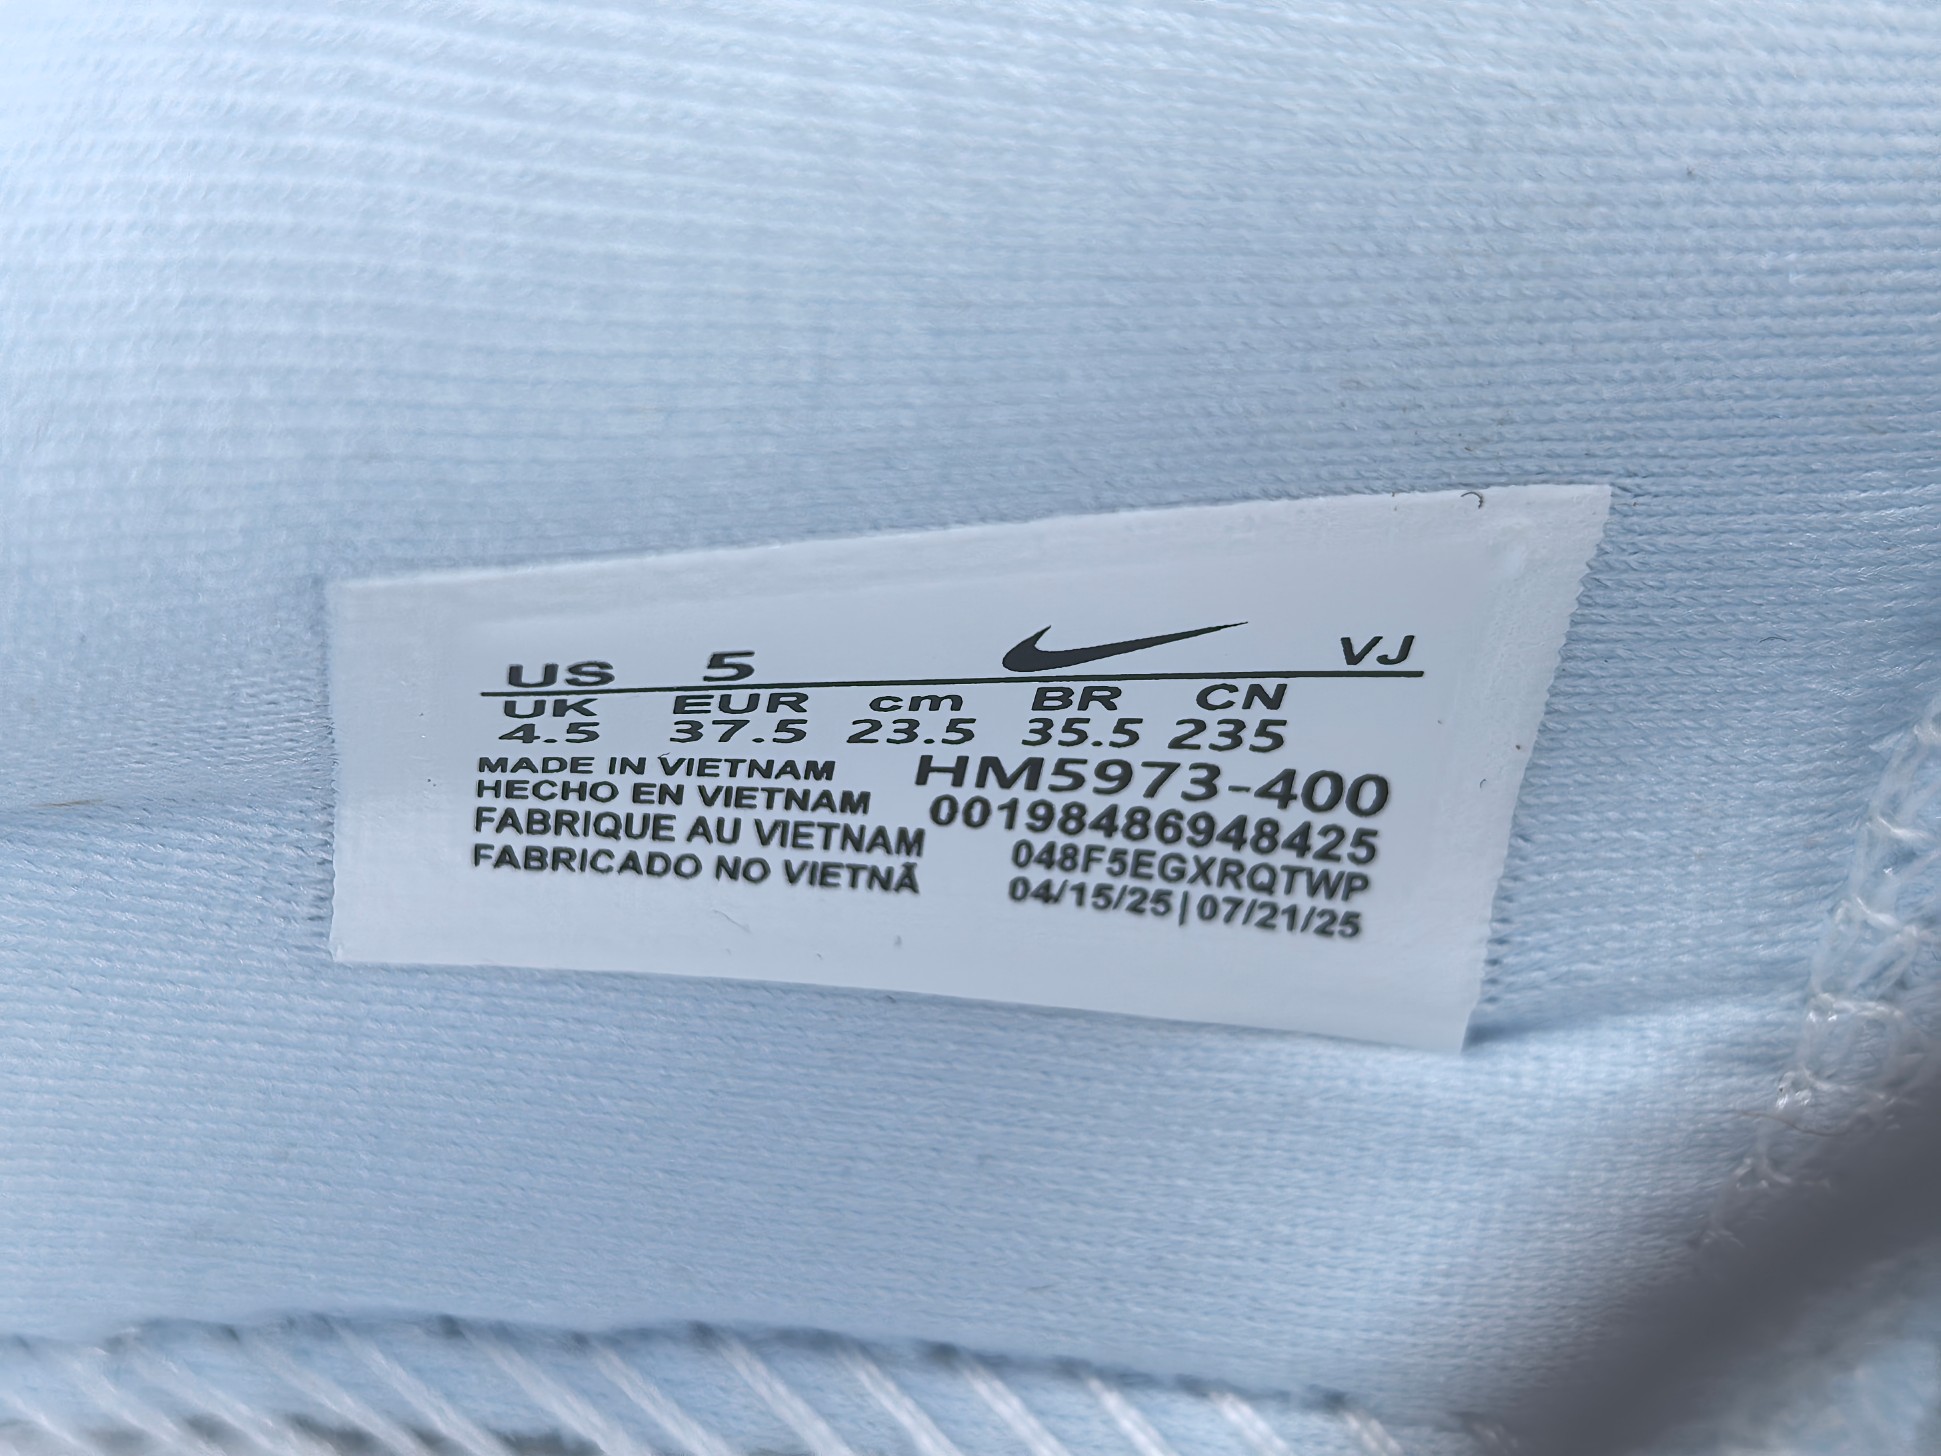 US 5 VJ
UK EUR cm BR CN
4.5 37.5 23.5 35.5 235
MADE IN VIETNAM
HECHO EN VIETNAM
FABRIQUE AU VIETNAM
FABRICADO NO VIETNÃ
HM5973-400
00198486948425
048F5EGXRQTWP
04/15/25|07/21/25